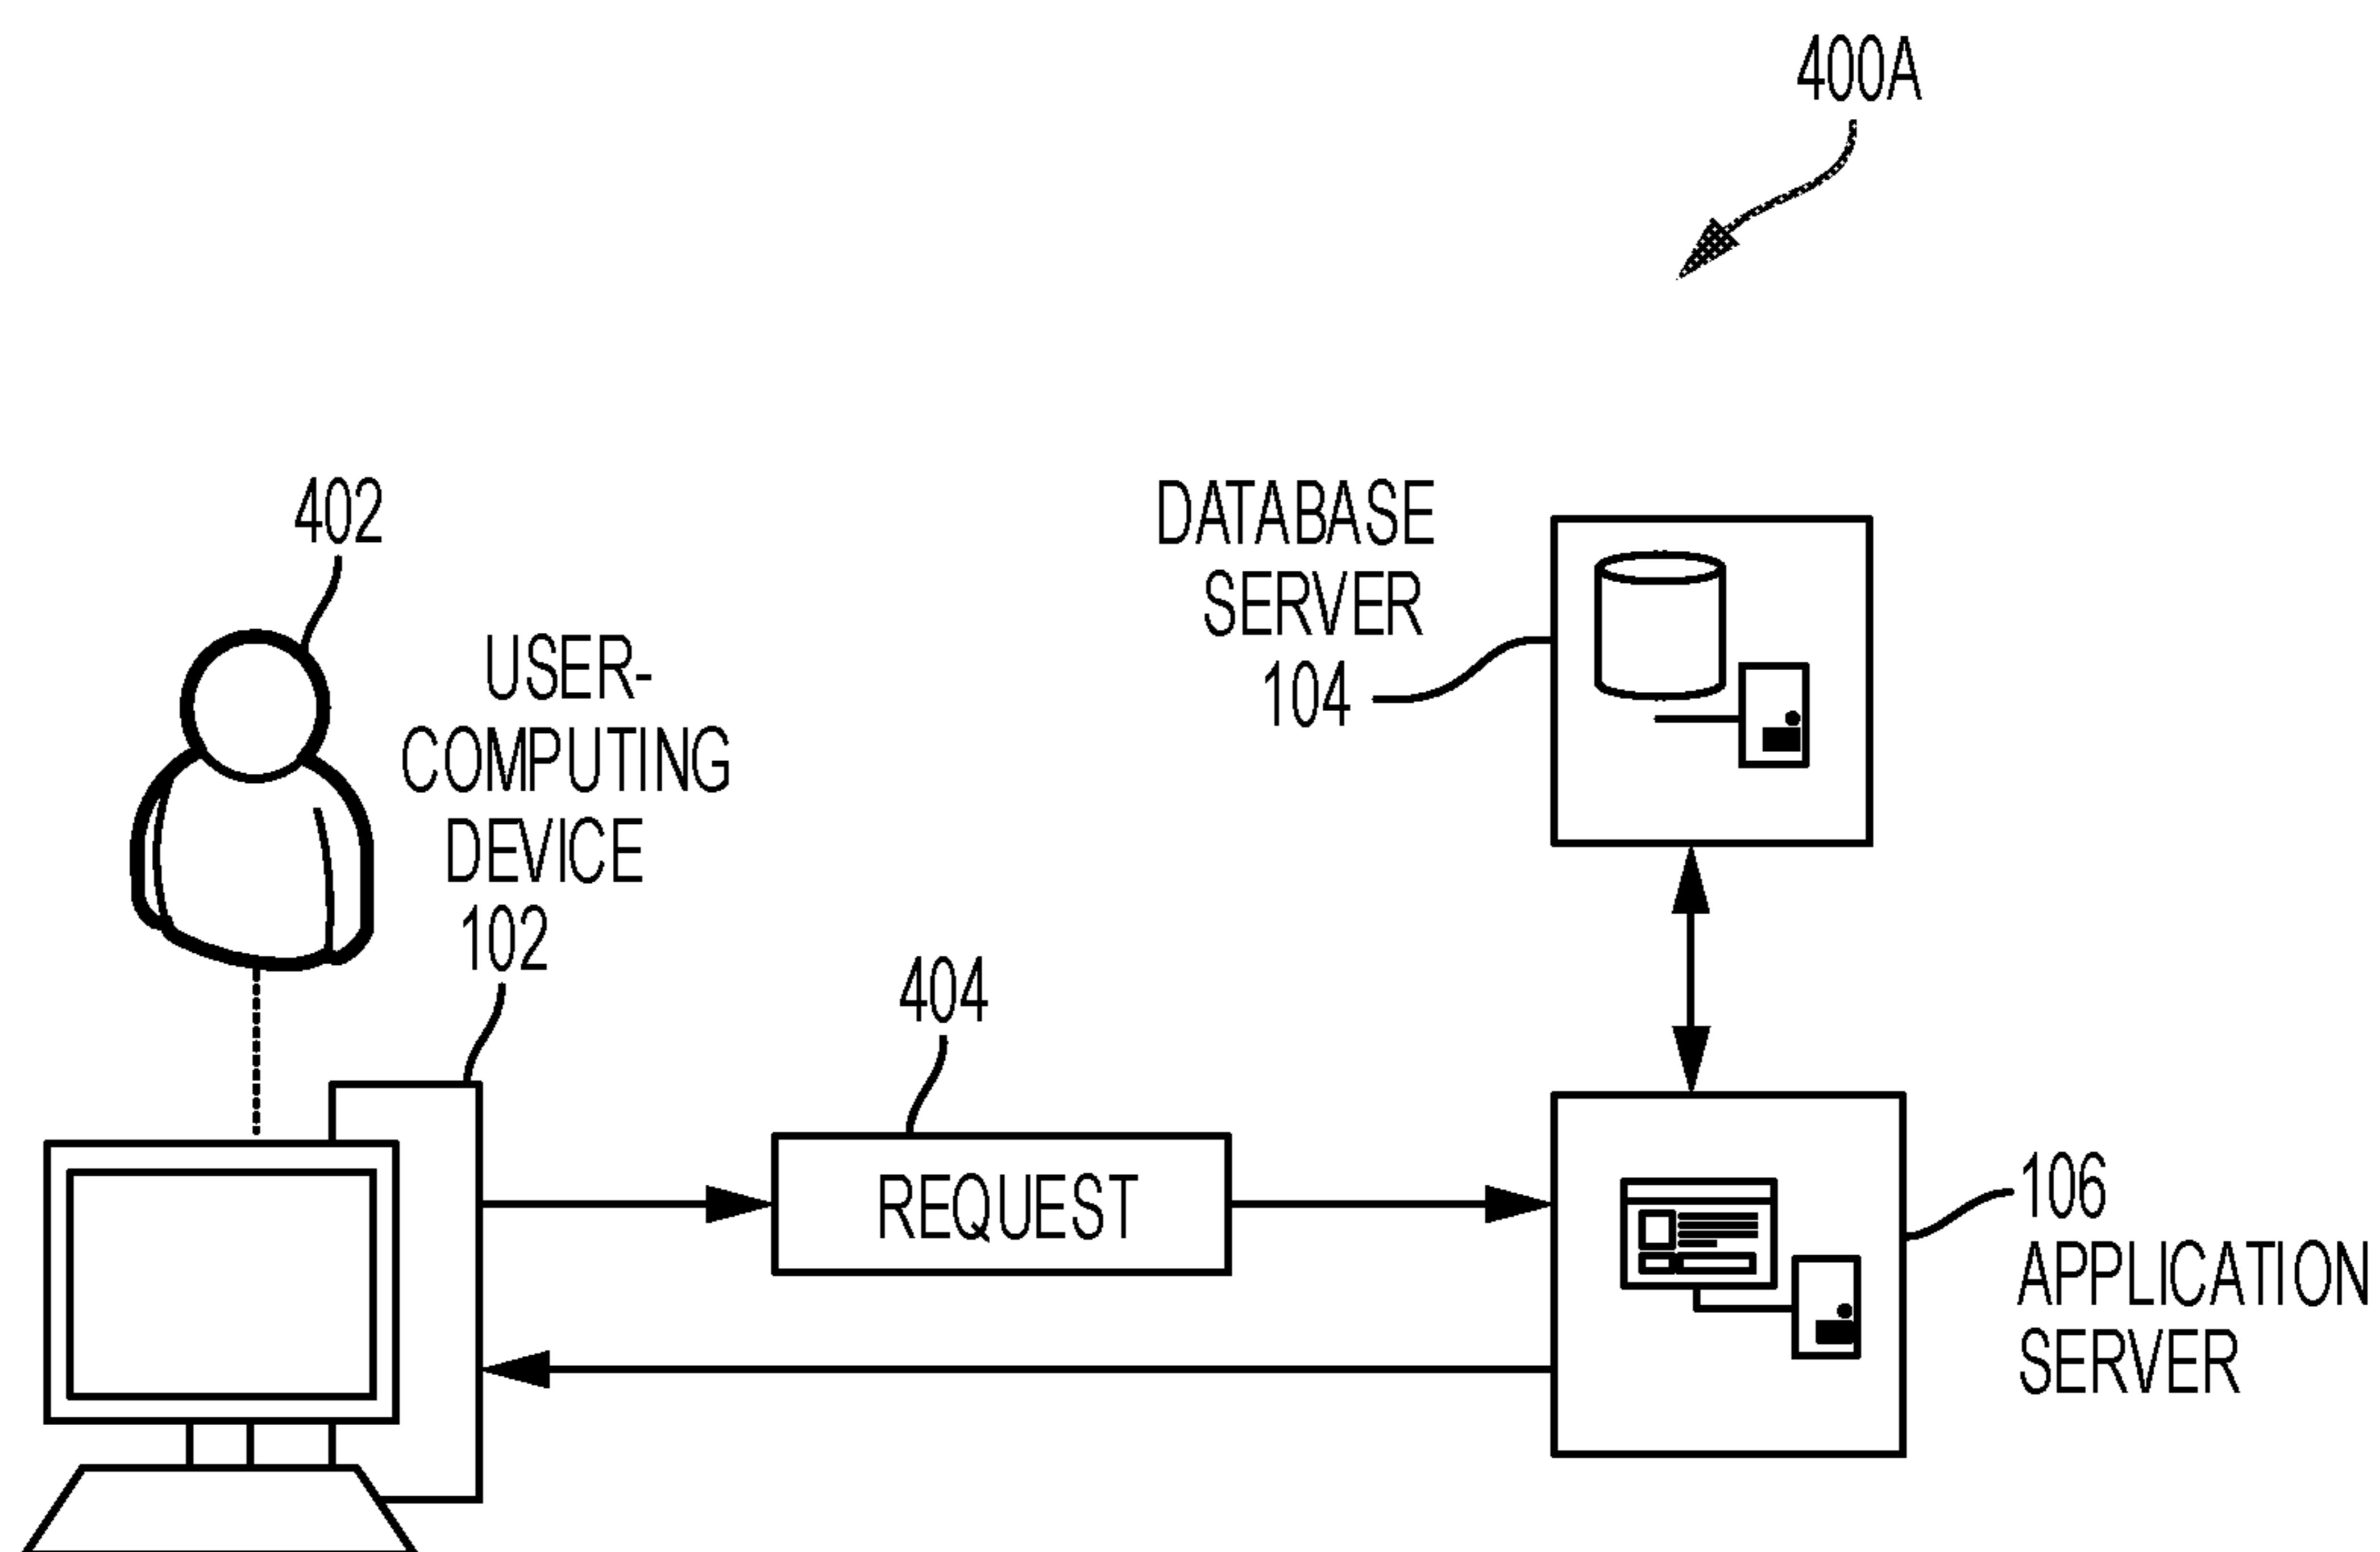 400A
402
USER-
COMPUTING
DEVICE
102
DATABASE
SERVER
104
404
REQUEST
106
APPLICATION
SERVER